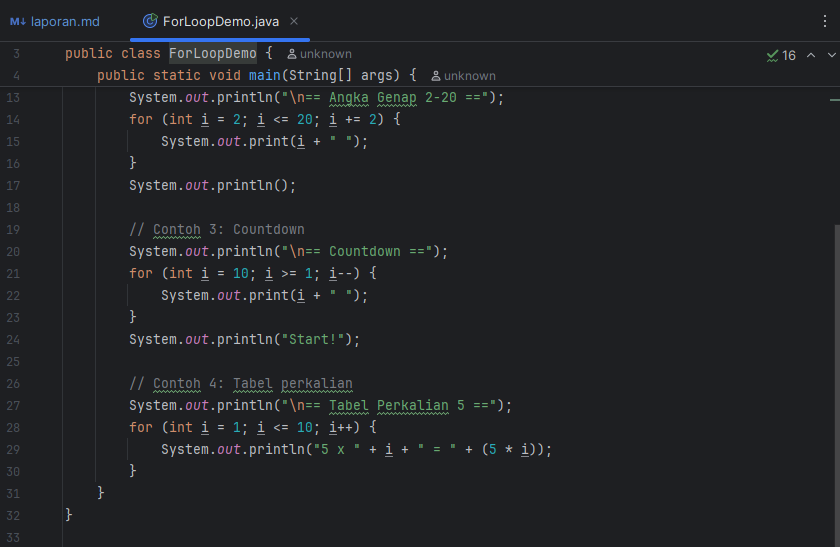 M↓ laporan.md ForLoopDemo.java ×
3 public class ForLoopDemo { unknown
4 public static void main(String[] args) { unknown
16
13 System.out.println("\n== Angka Genap 2-20 ==");
14 for (int i = 2; i <= 20; i += 2) {
15 System.out.print(i + " ");
16 }
17 System.out.println();
18
19 // Contoh 3: Countdown
20 System.out.println("\n== Countdown ==");
21 for (int i = 10; i >= 1; i--) {
22 System.out.print(i + " ");
23 }
24 System.out.println("Start!");
25
26 // Contoh 4: Tabel perkalian
27 System.out.println("\n== Tabel Perkalian 5 ==");
28 for (int i = 1; i <= 10; i++) {
29 System.out.println("5 x " + i + " = " + (5 * i));
30 }
31 }
32 }
33